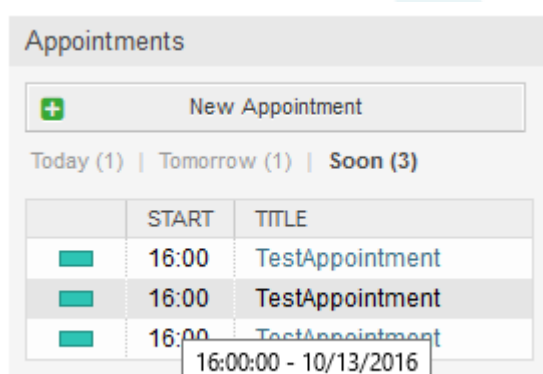 Appointments
New Appointment
Today (1) | Tomorrow (1) | Soon (3)
START TITLE
16:00 TestAppointment
16:00 TestAppointment
16:00 TestAppointment
16:00:00 - 10/13/2016